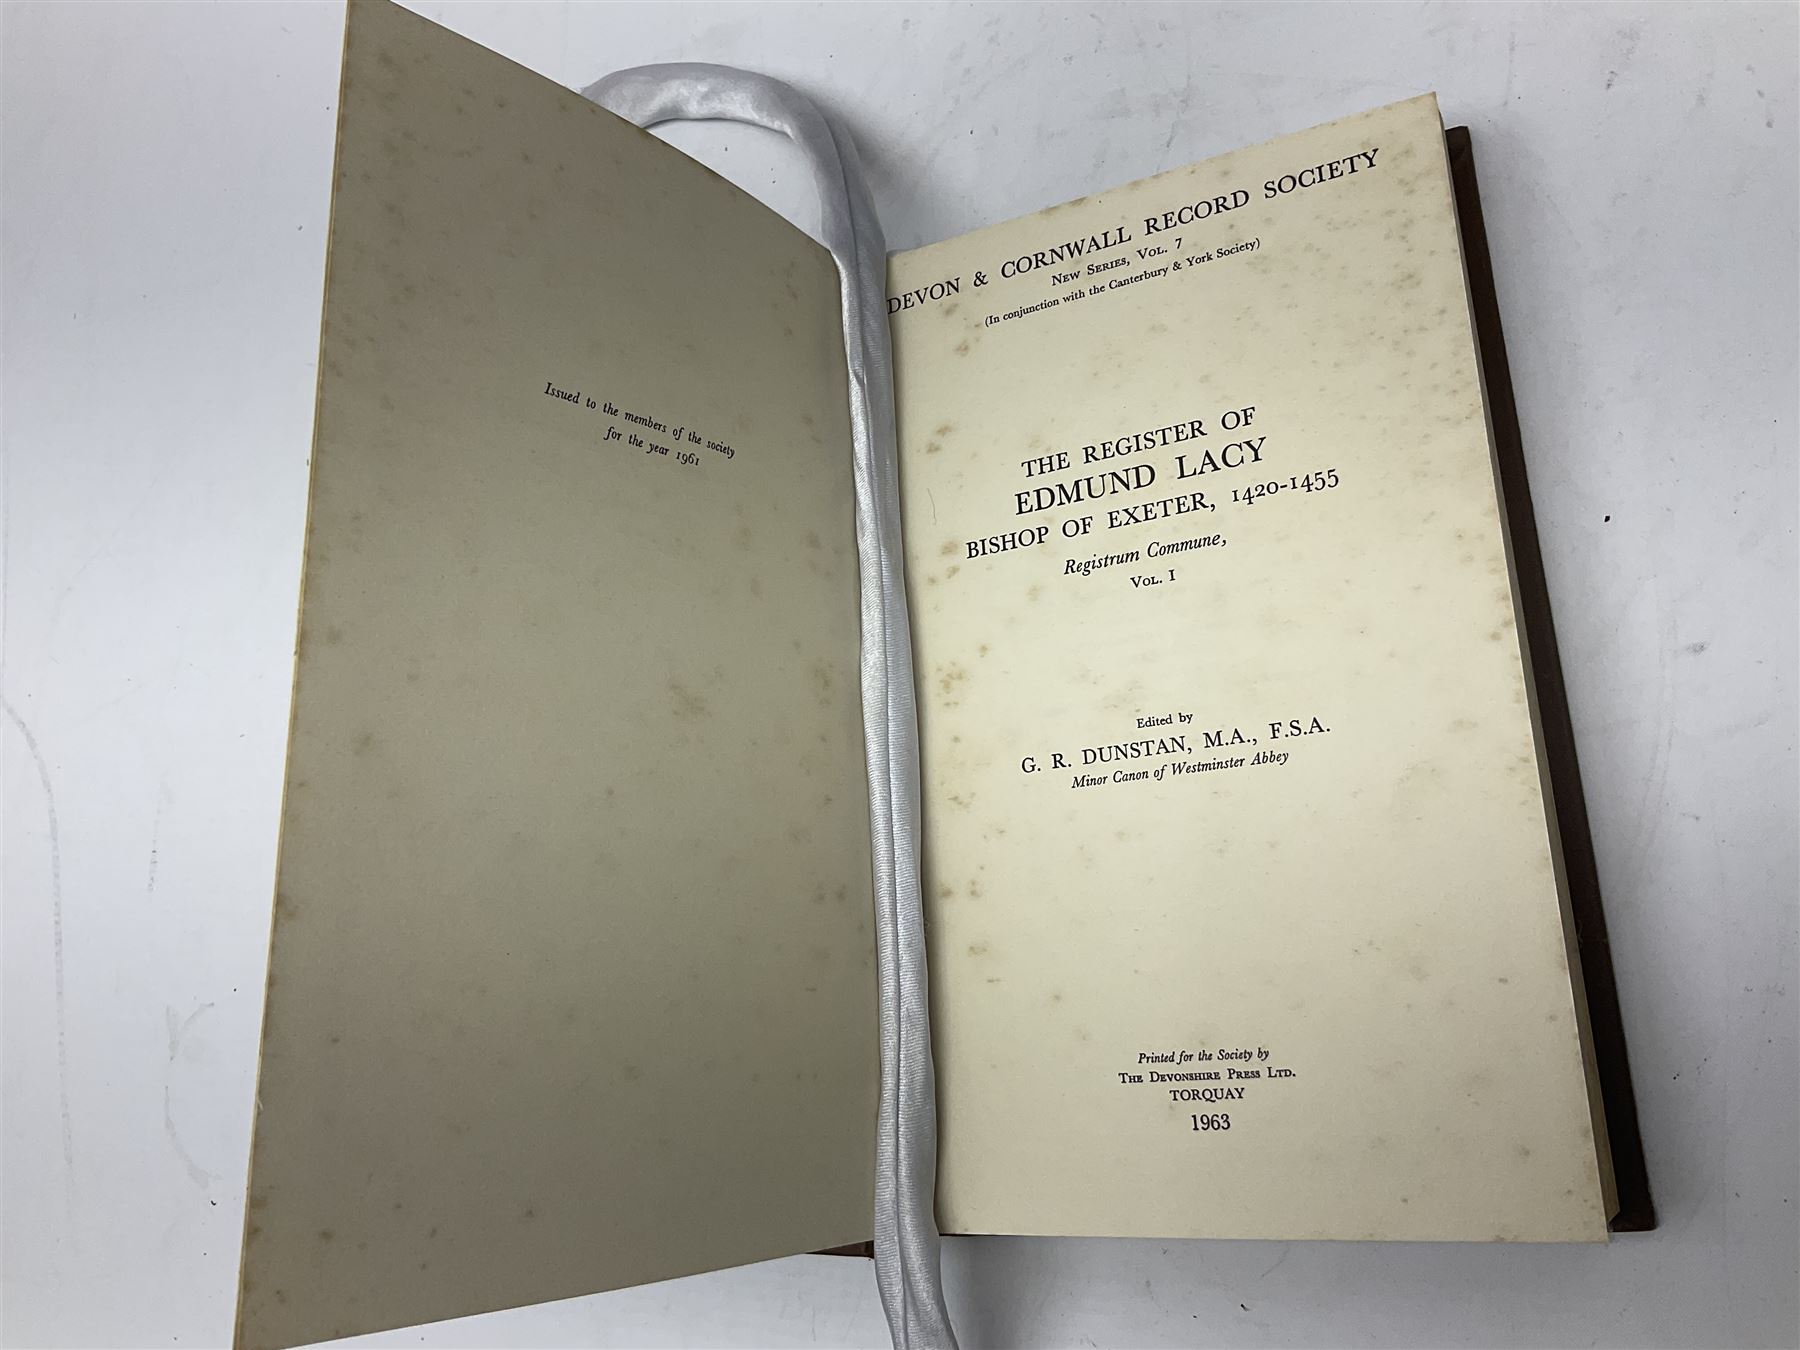 Issued to the members of the society
for the year 1961
DEVON & CORNWALL RECORD SOCIETY
New Series, Vol. 7
(In conjunction with the Canterbury & York Society)
THE REGISTER OF
EDMUND LACY
BISHOP OF EXETER, 1420-1455
Registrum Commune,
Vol. I
Edited by
G. R. DUNSTAN, M.A., F.S.A.
Minor Canon of Westminster Abbey
Printed for the Society by
The Devonshire Press Ltd.
TORQUAY
1963